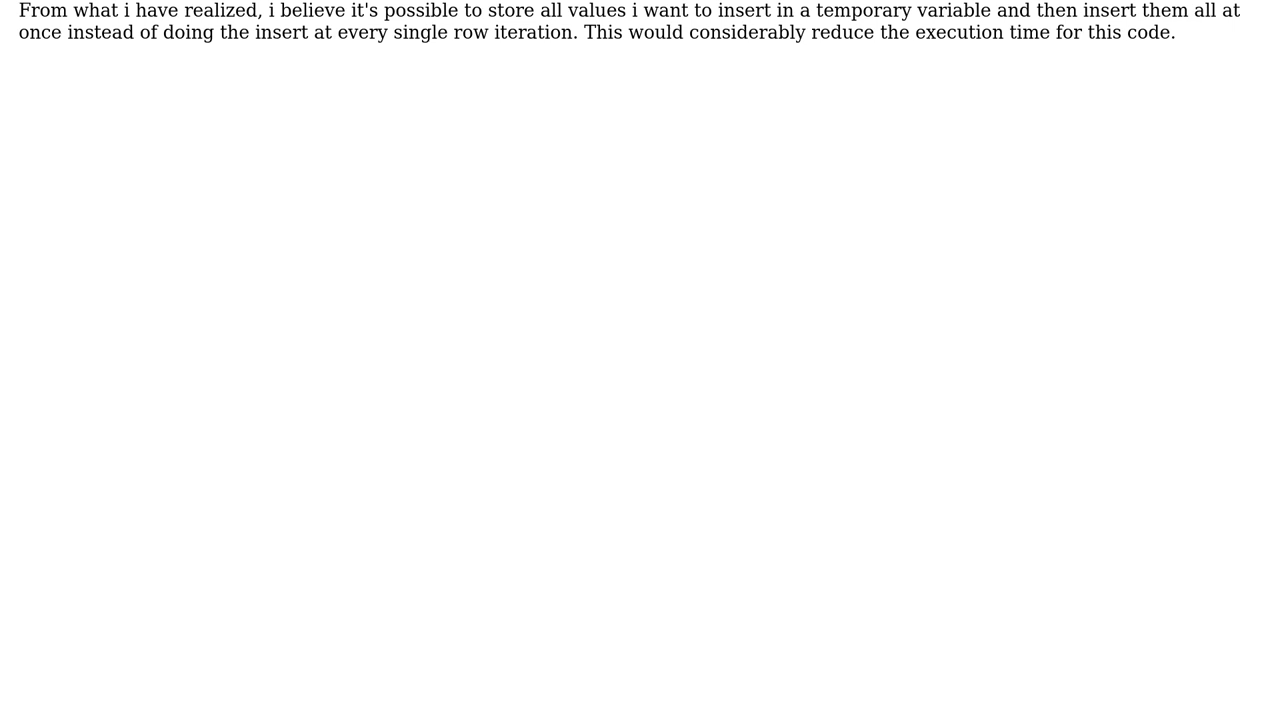 From what i have realized, i believe it's possible to store all values i want to insert in a temporary variable and then insert them all at
once instead of doing the insert at every single row iteration. This would considerably reduce the execution time for this code.